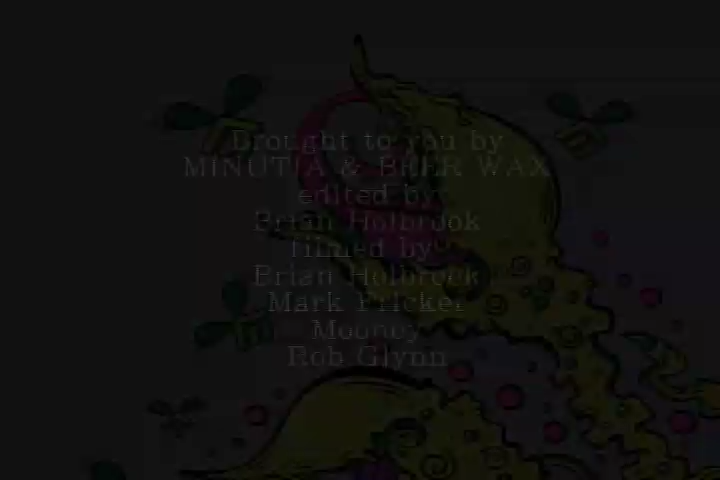 Brought to you by
MINUTIA & BEER WAX
edited by
Brian Holbrook
filmed by
Brian Holbrook
Mark Fricker
Mooney
Rob Glynn